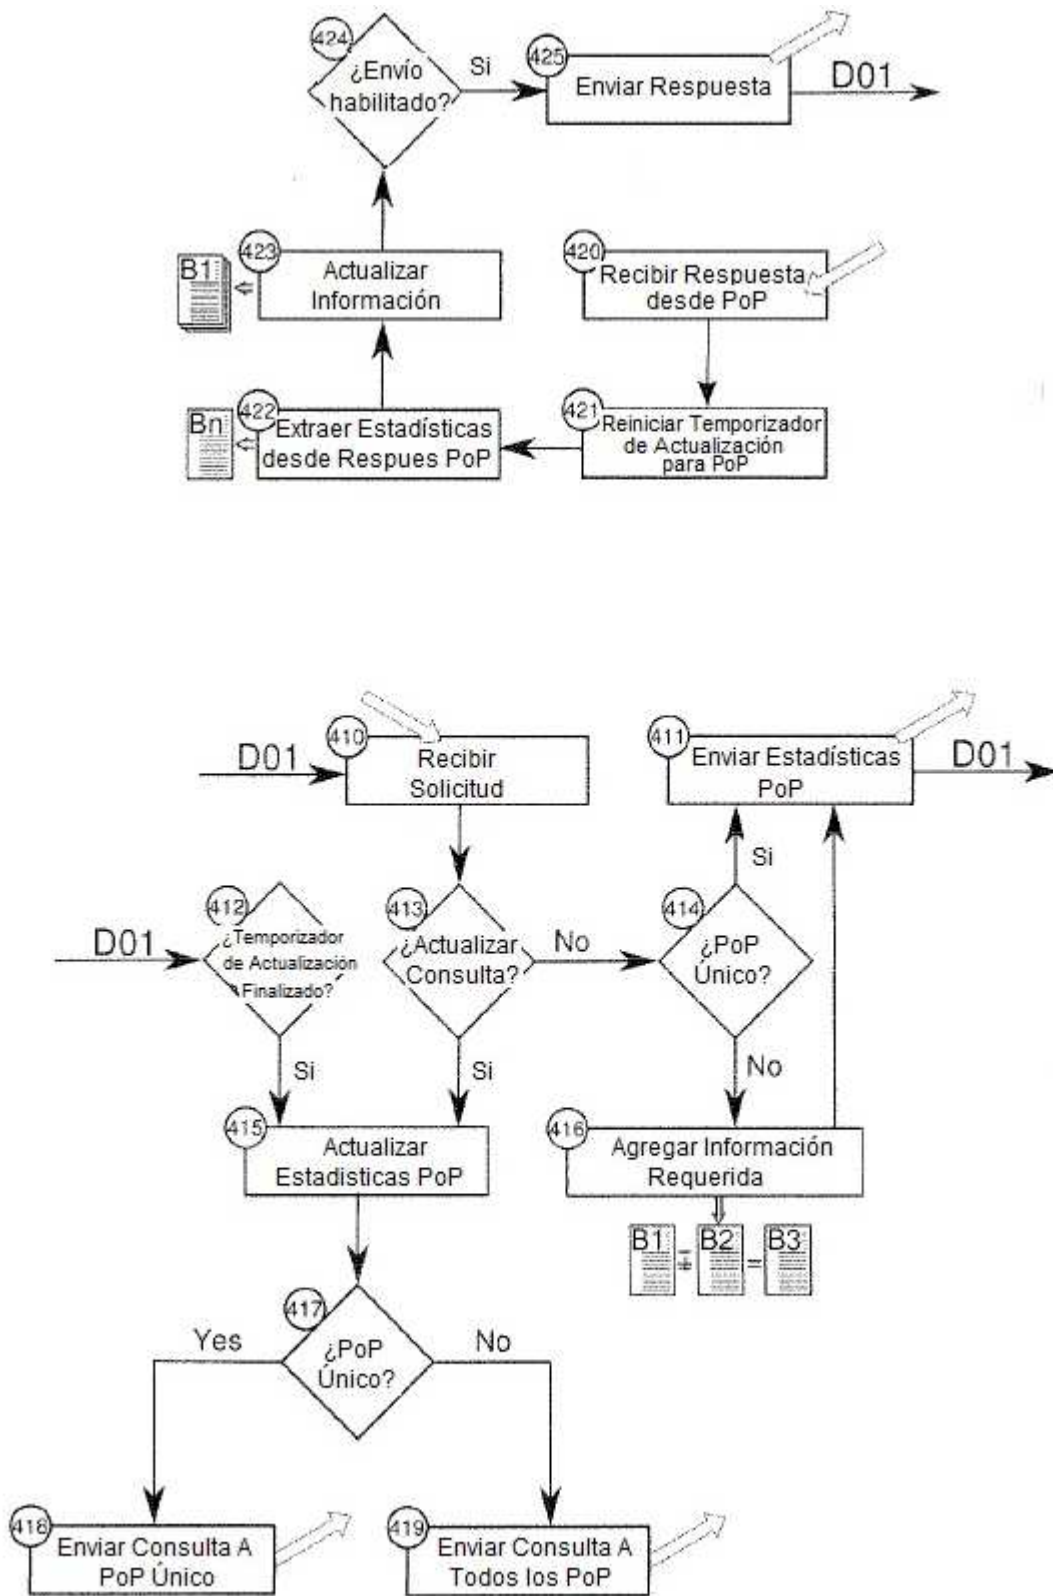 424
¿Envío
habilitado?
Si
425
Enviar Respuesta
D01
B1
423
Actualizar
Información
420
Recibir Respuesta
desde PoP
Bn
422
Extraer Estadísticas
desde Respues PoP
421
Reiniciar Temporizador
de Actualización
para PoP
D01
410
Recibir
Solicitud
411
Enviar Estadísticas
PoP
D01
Si
D01
412
¿Temporizador
de Actualización
Finalizado?
413
¿Actualizar
Consulta?
No
414
¿PoP
Único?
Si
Si
No
415
Actualizar
Estadisticas PoP
416
Agregar Información
Requerida
B1 + B2 = B3
417
¿PoP
Único?
Yes
No
418
Enviar Consulta A
PoP Único
419
Enviar Consulta A
Todos los PoP